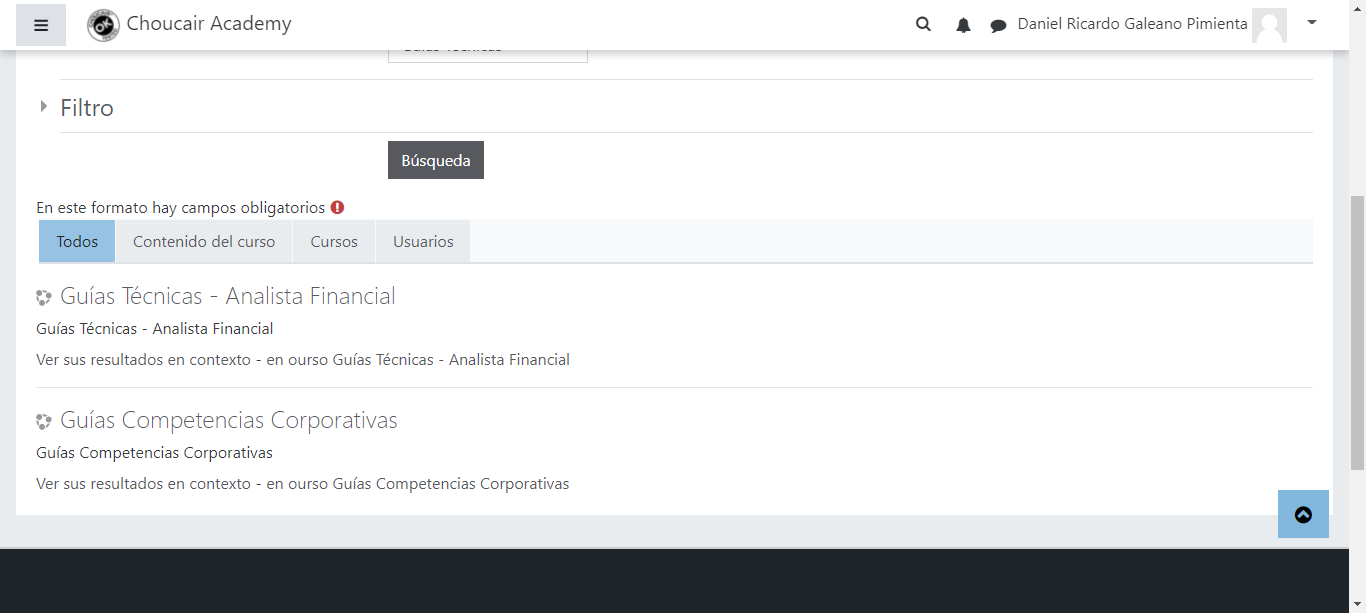 Choucair Academy
Daniel Ricardo Galeano Pimienta
Filtro
Búsqueda
En este formato hay campos obligatorios
Todos
Contenido del curso
Cursos
Usuarios
Guías Técnicas - Analista Financial
Guías Técnicas - Analista Financial
Ver sus resultados en contexto - en ourso Guías Técnicas - Analista Financial
Guías Competencias Corporativas
Guías Competencias Corporativas
Ver sus resultados en contexto - en ourso Guías Competencias Corporativas